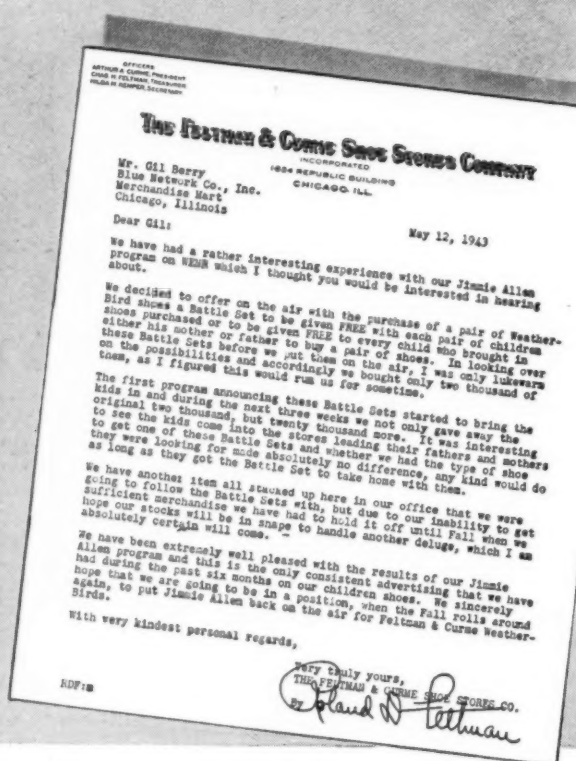 OFFICERS
ARTHUR A. CURME, PRESIDENT
CHAS. H. FELTMAN, TREASURER
HILDA M. KEMPER, SECRETARY
THE FELTMAN & CURME SHOE STORES COMPANY
INCORPORATED
1634 REPUBLIC BUILDING
CHICAGO, ILL.
Mr. Gil Berry
Blue Network Co., Inc.
Merchandise Mart
Chicago, Illinois
May 12, 1943
Dear Gil:
We have had a rather interesting experience with our Jimmie Allen
program on WENR which I thought you would be interested in hearing
about.
We decided to offer on the air with the purchase of a pair of Weather-
Bird shoes a Battle Set to be given FREE with each pair of children
shoes purchased or to be given FREE to every child who brought in
either his mother or father to buy a pair of shoes. In looking over
these Battle Sets before we put them on the air, I was only lukewarm
on the possibilities and accordingly we bought only two thousand of
them, as I figured this would run us for sometime.
The first program announcing these Battle Sets started to bring the
kids in and during the next three weeks we not only gave away the
original two thousand, but twenty thousand more. It was interesting
to see the kids come into the stores leading their fathers and mothers
to get one of these Battle Sets and whether we had the type of shoe
they were looking for made absolutely no difference, any kind would do
as long as they got the Battle Set to take home with them.
We have another item all stacked up here in our office that we were
going to follow the Battle Sets with, but due to our inability to get
sufficient merchandise we have had to hold it off until Fall when we
hope our stocks will be in shape to handle another deluge, which I am
absolutely certain will come.
We have been extremely well pleased with the results of our Jimmie
Allen program and this is the only consistent advertising that we have
had during the past six months on our children shoes. We sincerely
hope that we are going to be in a position, when the Fall rolls around
again, to put Jimmie Allen back on the air for Feltman & Curme Weather-
Birds.
With very kindest personal regards,
Very truly yours,
THE FELTMAN & CURME SHOE STORES CO.
By Roland D Feltman
RDF: